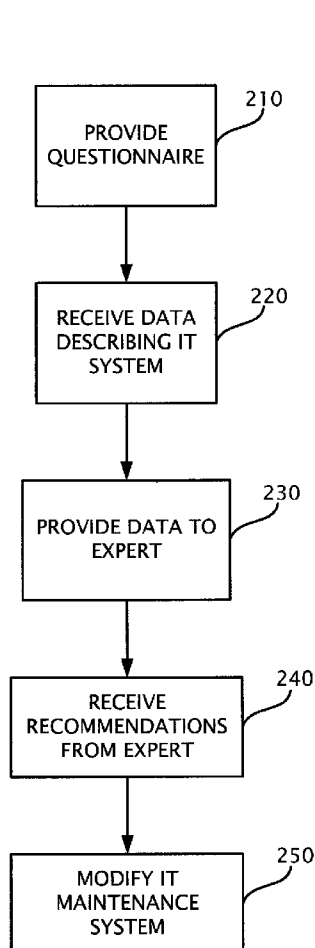 210
PROVIDE
QUESTIONNAIRE
220
RECEIVE DATA
DESCRIBING IT
SYSTEM
230
PROVIDE DATA TO
EXPERT
240
RECEIVE
RECOMMENDATIONS
FROM EXPERT
250
MODIFY IT
MAINTENANCE
SYSTEM